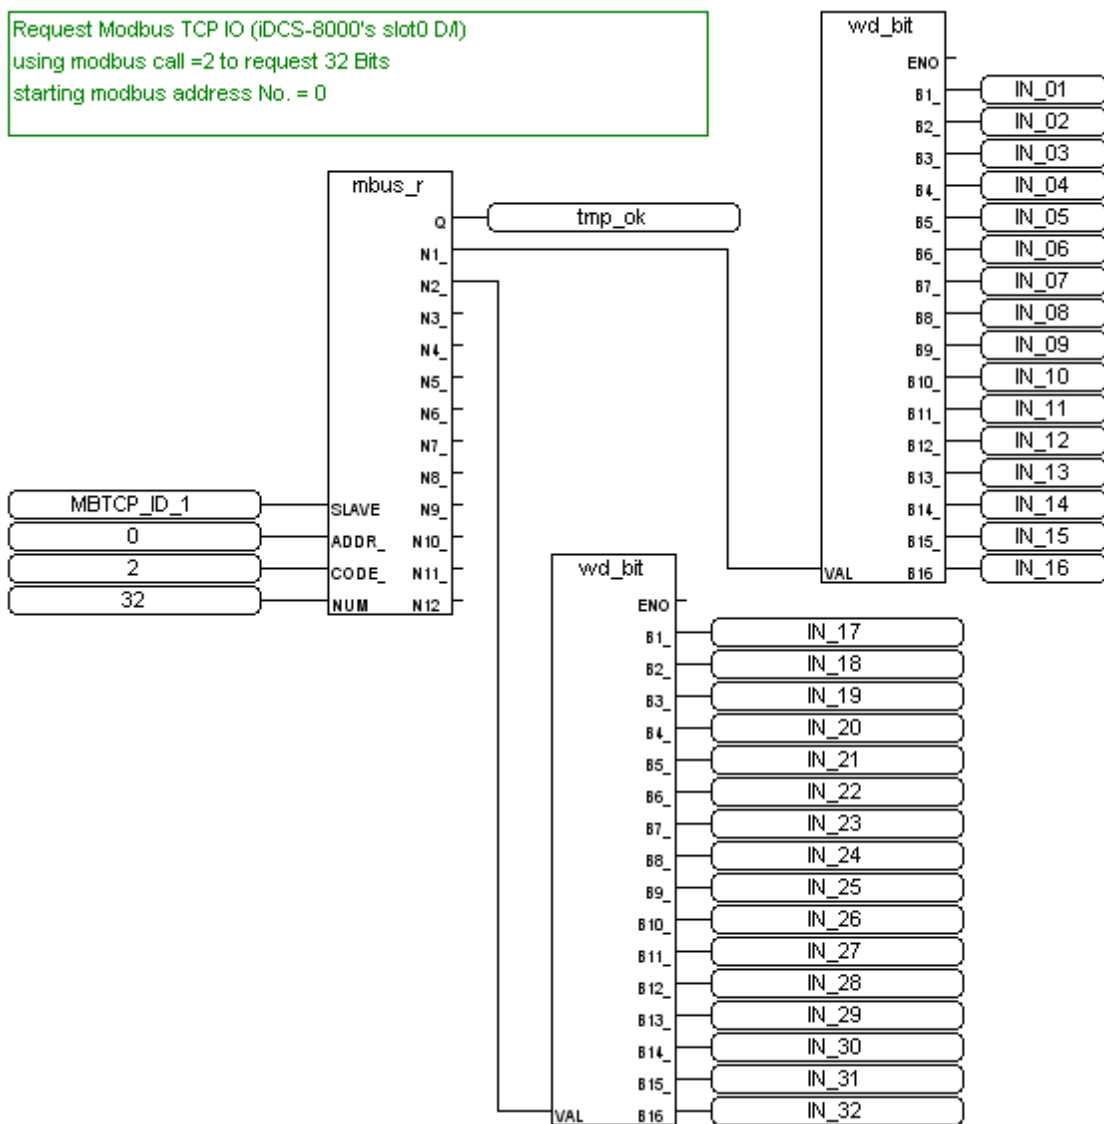 Request Modbus TCP IO (iDCS-8000's slot0 D/I)
using modbus call =2 to request 32 Bits
starting modbus address No. = 0
mbus_r
Q
tmp_ok
N1_
N2_
N3_
N4_
N5_
N6_
N7_
N8_
MBTCP_ID_1
SLAVE
N9_
0
ADDR_
N10_
2
CODE_
N11_
32
NUM
N12
wd_bit
ENO
B1_
IN_01
B2_
IN_02
B3_
IN_03
B4_
IN_04
B5_
IN_05
B6_
IN_06
B7_
IN_07
B8_
IN_08
B9_
IN_09
B10_
IN_10
B11_
IN_11
B12_
IN_12
B13_
IN_13
B14_
IN_14
B15_
IN_15
VAL
B16
IN_16
wd_bit
ENO
B1_
IN_17
B2_
IN_18
B3_
IN_19
B4_
IN_20
B5_
IN_21
B6_
IN_22
B7_
IN_23
B8_
IN_24
B9_
IN_25
B10_
IN_26
B11_
IN_27
B12_
IN_28
B13_
IN_29
B14_
IN_30
B15_
IN_31
VAL
B16
IN_32